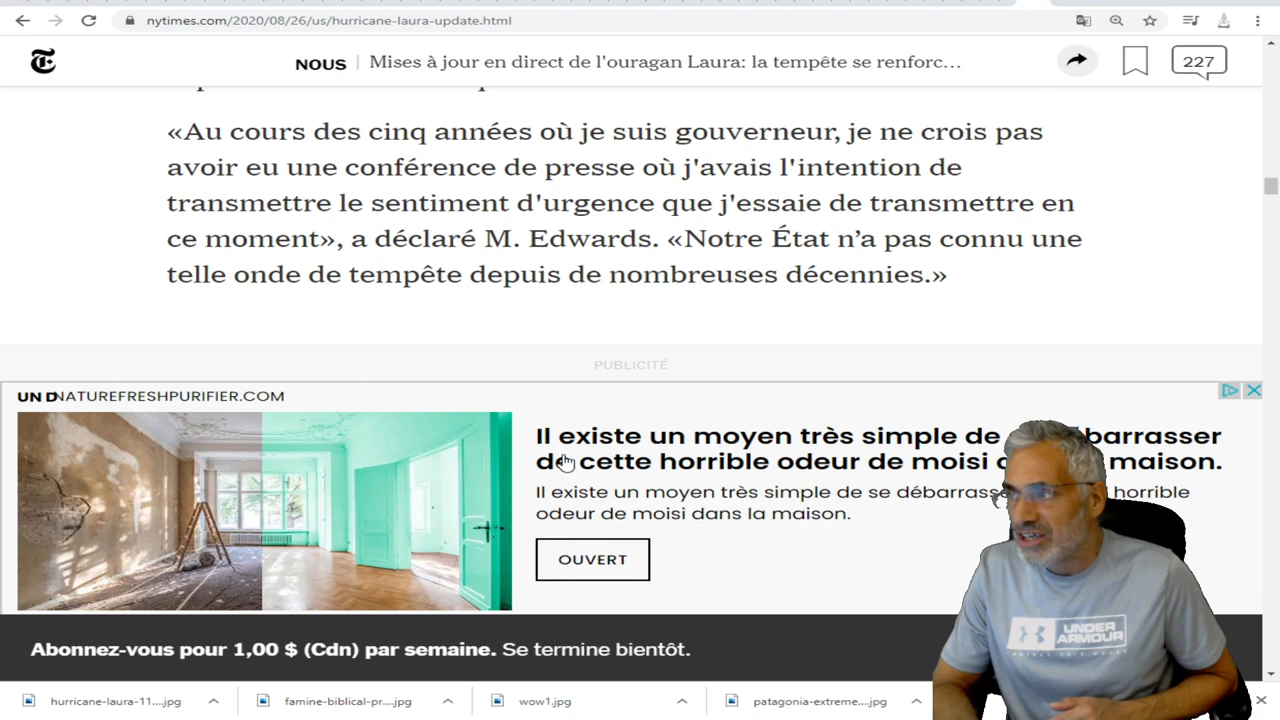 nytimes.com/2020/08/26/us/hurricane-laura-update.html
NOUS | Mises à jour en direct de l'ouragan Laura: la tempête se renforc...
227
«Au cours des cinq années où je suis gouverneur, je ne crois pas
avoir eu une conférence de presse où j'avais l'intention de
transmettre le sentiment d'urgence que j'essaie de transmettre en
ce moment», a déclaré M. Edwards. «Notre État n’a pas connu une
telle onde de tempête depuis de nombreuses décennies.»
PUBLICITÉ
UN D NATUREFRESHPURIFIER.COM
Il existe un moyen très simple de barrasser
de cette horrible odeur de moisi maison.
Il existe un moyen très simple de se débarrass horrible
odeur de moisi dans la maison.
OUVERT
Abonnez-vous pour 1,00 $ (Cdn) par semaine. Se termine bientôt.
hurricane-laura-11....jpg
famine-biblical-pr....jpg
wow1.jpg
patagonia-extreme....jpg
UNDER
ARMOUR